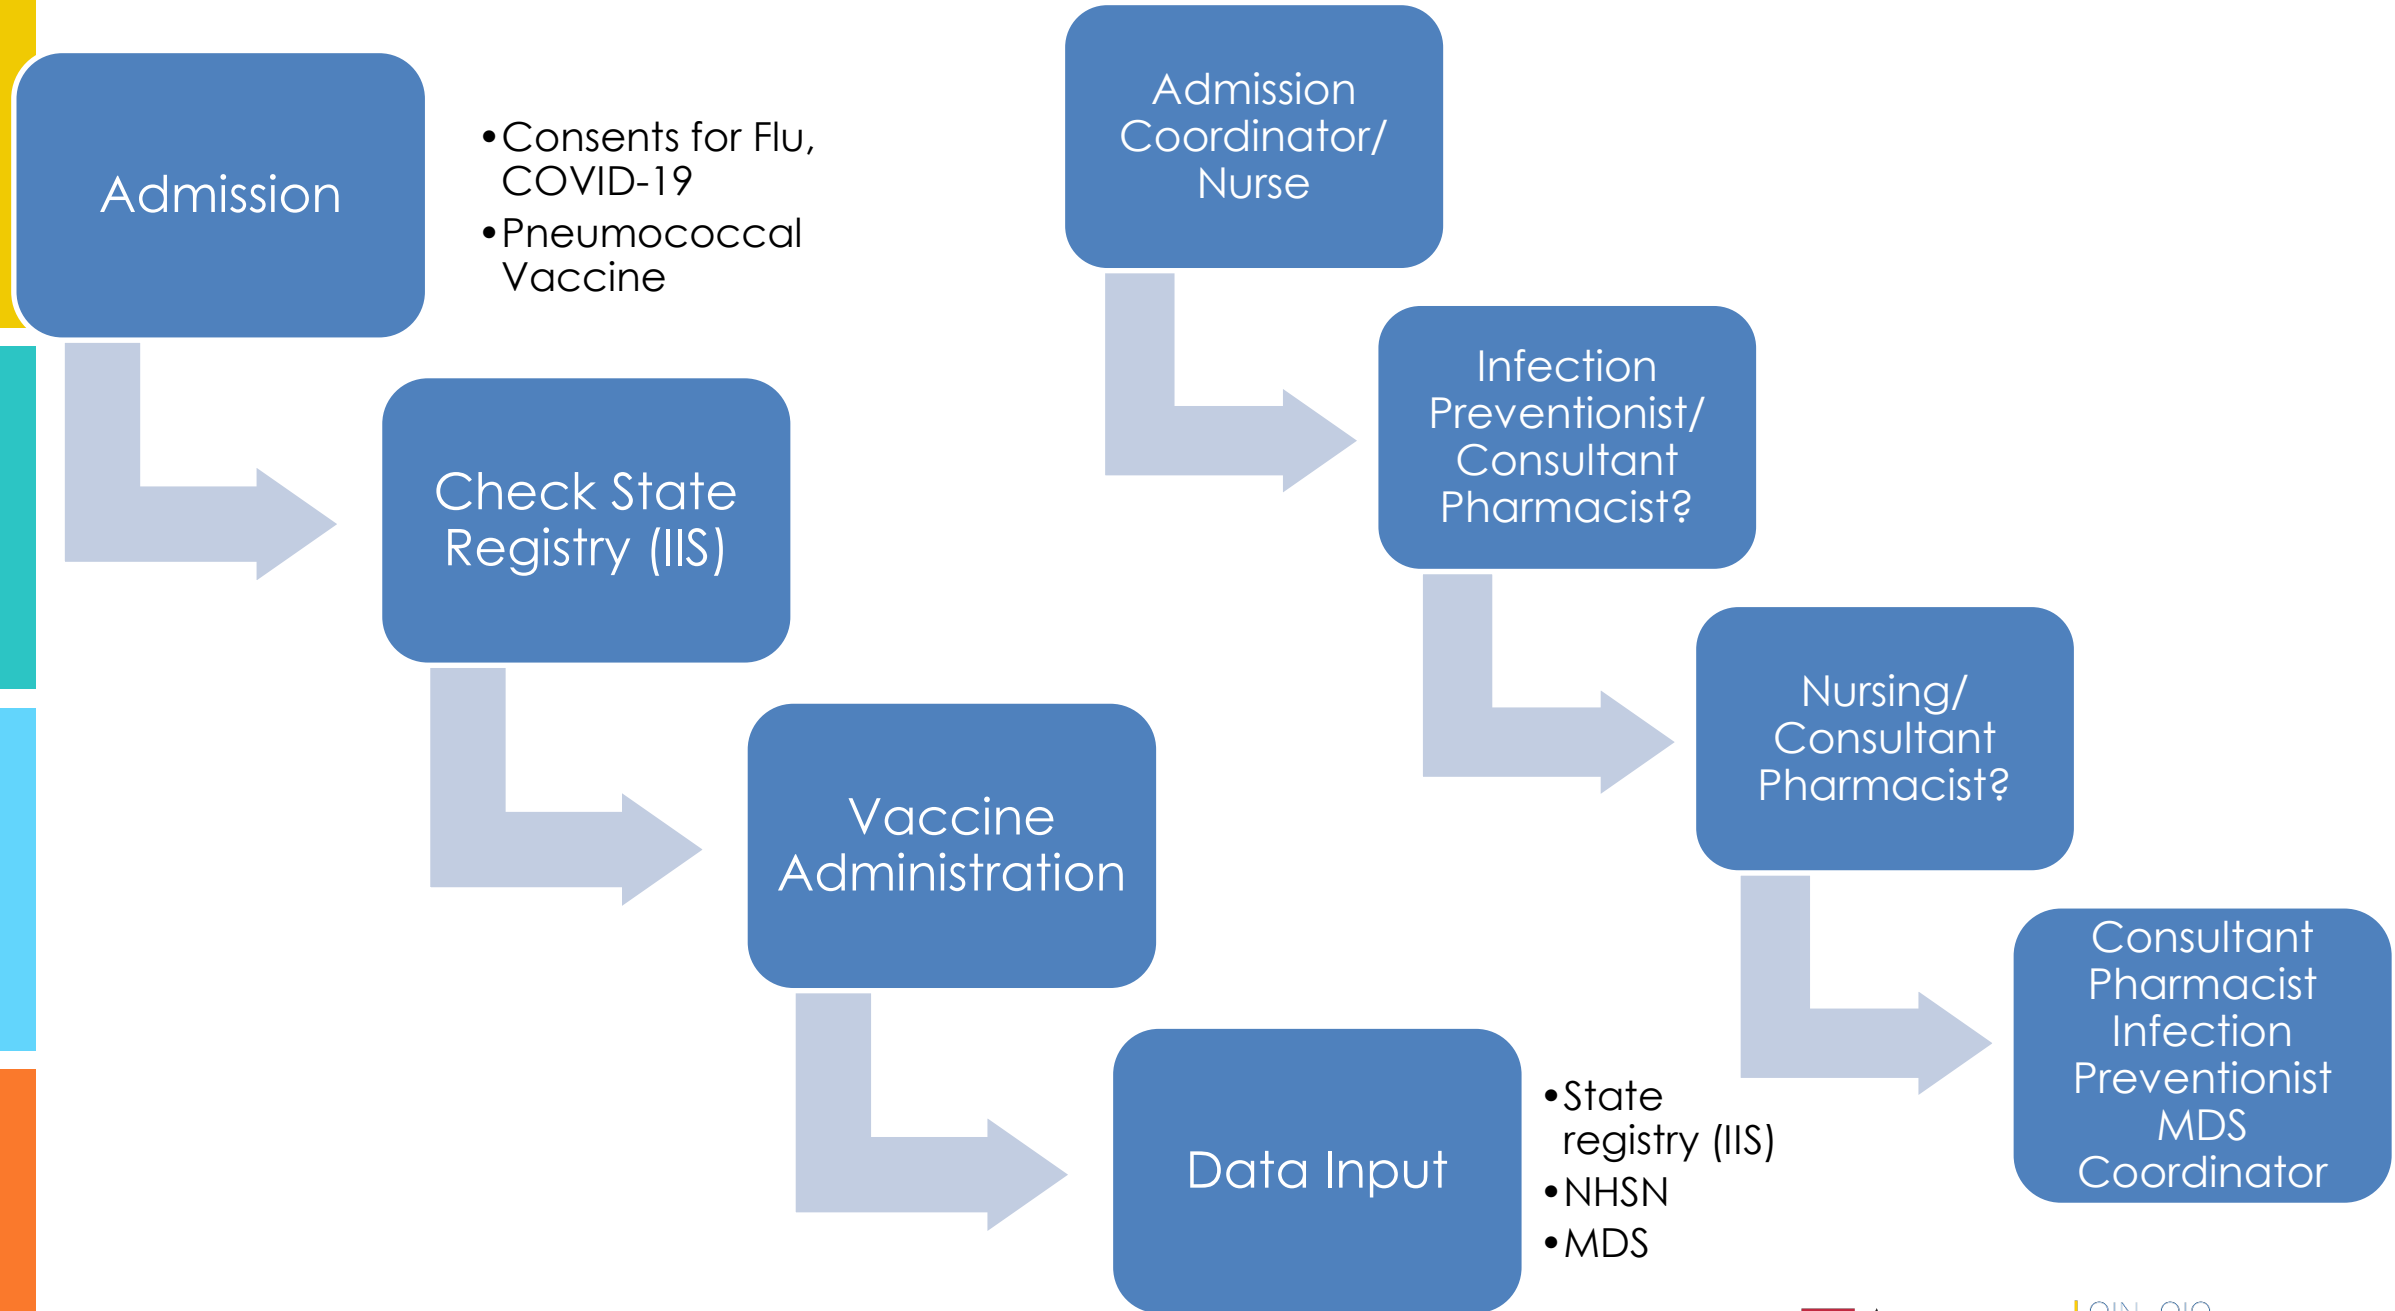 Admission
•Consents for Flu,
COVID-19
•Pneumococcal
Vaccine
Check State
Registry (IIS)
Vaccine
Administration
Data Input
•State
registry (IIS)
•NHSN
•MDS
Admission
Coordinator/
Nurse
Infection
Preventionist/
Consultant
Pharmacist?
Nursing/
Consultant
Pharmacist?
Consultant
Pharmacist
Infection
Preventionist
MDS
Coordinator